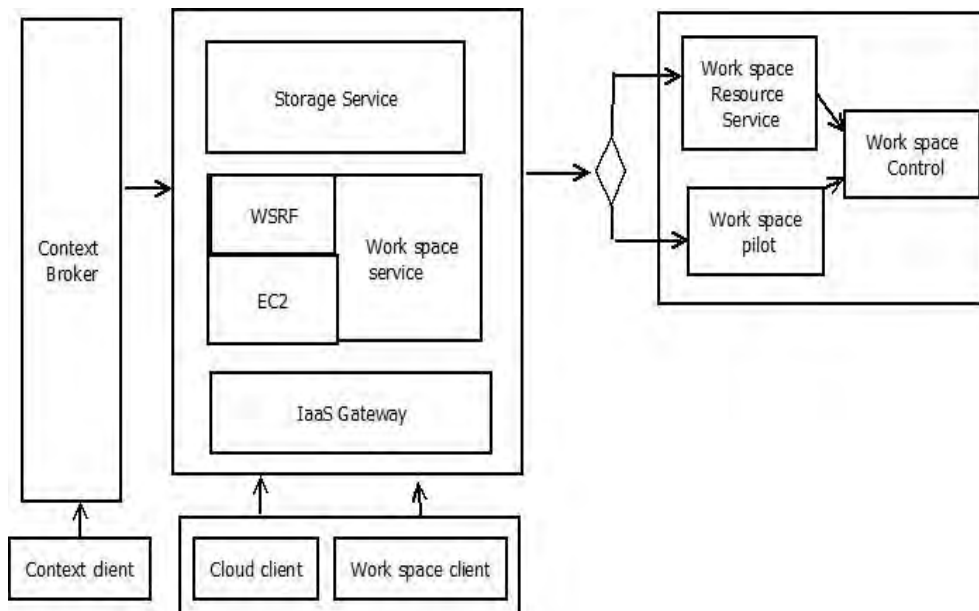 Context
Broker
Context client
Storage Service
WSRF
EC2
Work space
service
IaaS Gateway
Cloud client
Work space client
Work space
Resource
Service
Work space
pilot
Work space
Control